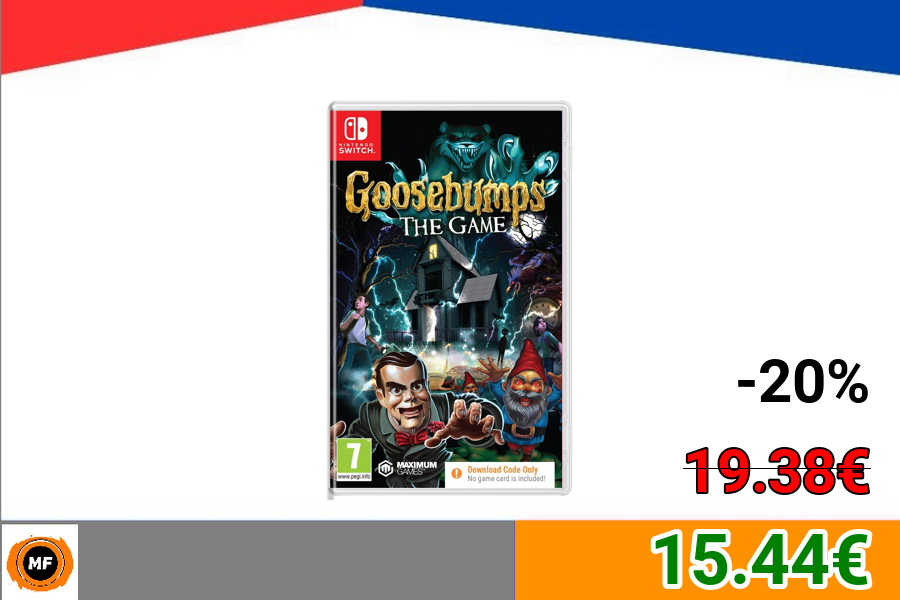 NINTENDO
SWITCH.
Goosebumps
THE GAME
7
www.pegi.info
MAXIMUM
GAMES
Download Code Only
No game card is included!
-20%
19.38€
15.44€
MF